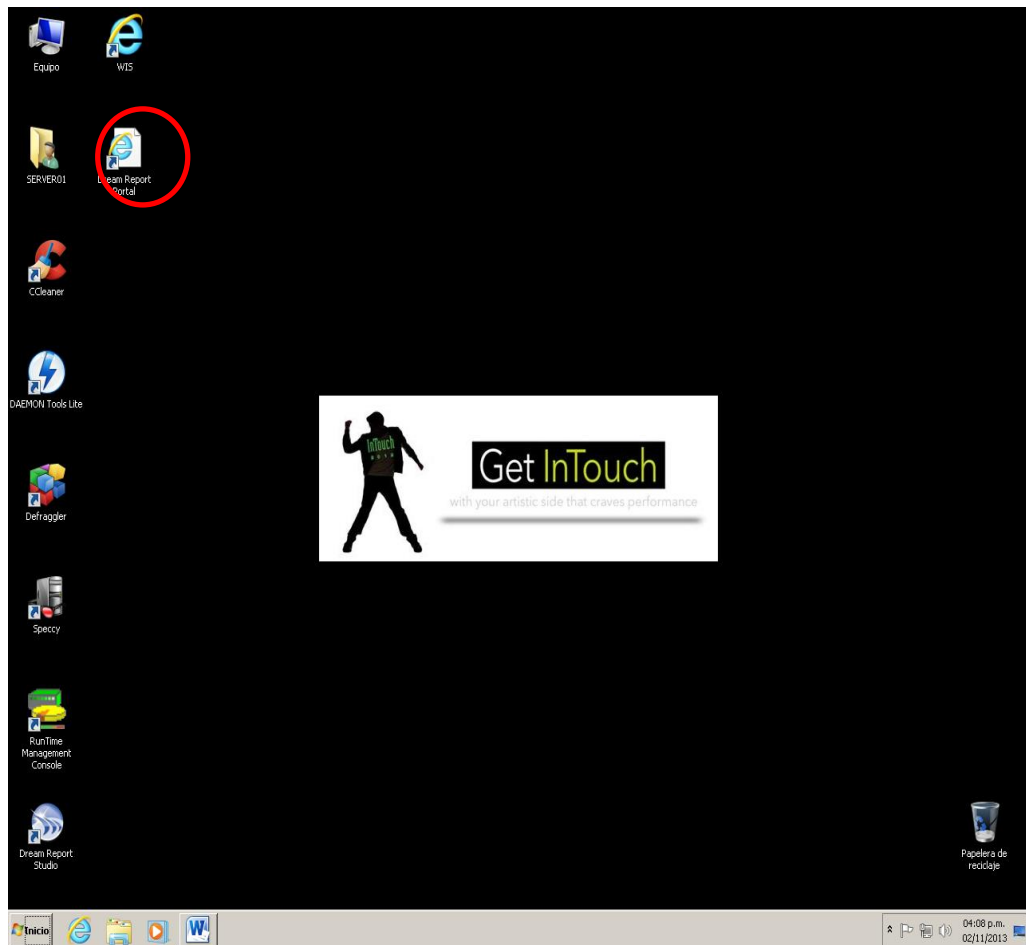 Equipo
WIS
SERVER01
Dream Report
Portal
CCleaner
DAEMON Tools Lite
InTouch
2012
Get InTouch
with your artistic side that craves performance
Defraggler
Speccy
RunTime
Management
Console
Dream Report
Studio
Papelera de
reciclaje
Inicio
W
04:08 p.m.
02/11/2013